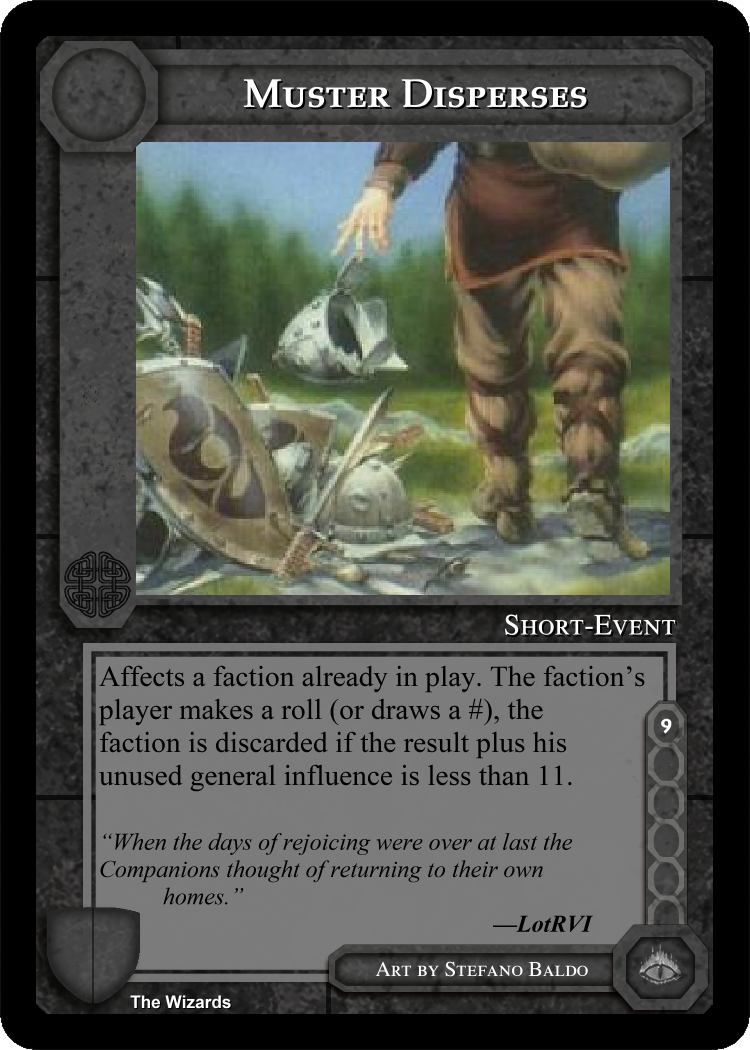 Muster Disperses
Short-Event
Affects a faction already in play. The faction's
player makes a roll (or draws a #), the
faction is discarded if the result plus his
unused general influence is less than 11.
9
“When the days of rejoicing were over at last the
Companions thought of returning to their own
homes.”
—LotRVI
Art by Stefano Baldo
The Wizards